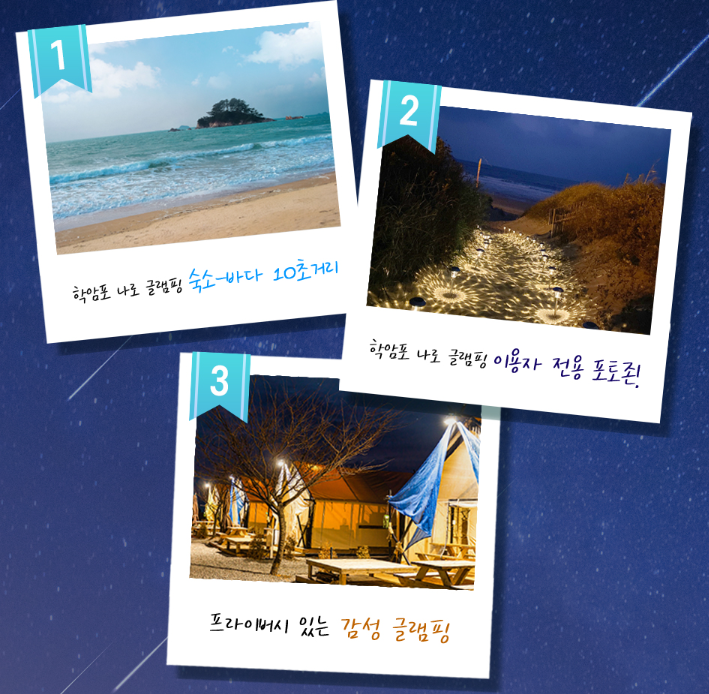 1
학암포 나로 글램핑 숙소-바다 10초거리
2
학암포 나로 글램핑 이용자 전용 포토존!
3
프라이버시 있는 감성 글램핑